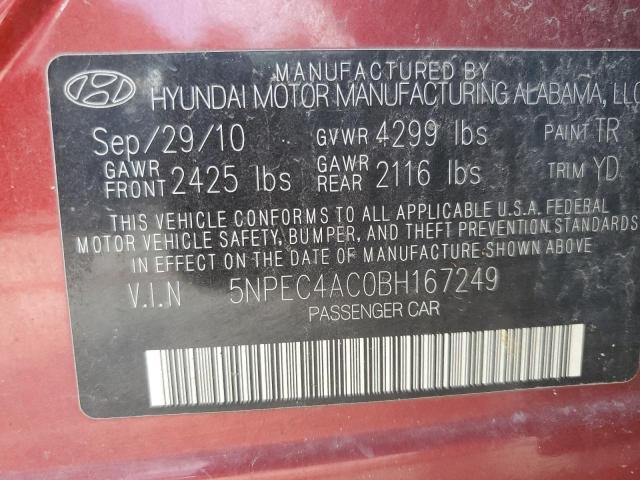 MANUFACTURED BY
HYUNDAI MOTOR MANUFACTURING ALABAMA, LLC
Sep/29/10 GVWR 4299 lbs PAINT TR
GAWR FRONT 2425 lbs GAWR REAR 2116 lbs TRIM YD
THIS VEHICLE CONFORMS TO ALL APPLICABLE U.S.A. FEDERAL
MOTOR VEHICLE SAFETY, BUMPER, AND THEFT PREVENTION STANDARDS
IN EFFECT ON THE DATE OF MANUFACTURE SHOWN ABOVE
V.I.N 5NPEC4AC0BH167249
PASSENGER CAR